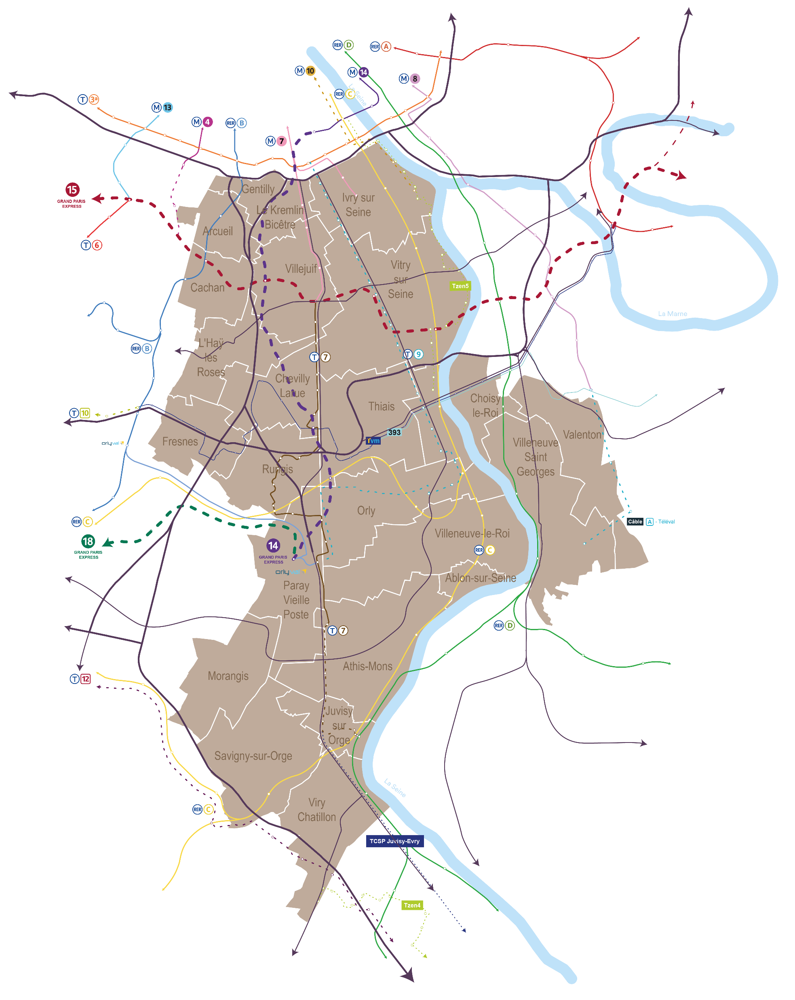 RER D
RER A
M 10
M 14
La Seine
M 8
RER C
T 3a
M 13
M 4
RER B
M 7
15
GRAND PARIS
EXPRESS
Gentilly
Ivry sur
Seine
Le Kremlin
Bicêtre
Arcueil
T 6
Villejuif
Vitry
sur
Seine
Cachan
Tzen5
La Marne
RER B
L'Haÿ
les
Roses
T 7
T 9
Chevilly
Larue
Thiais
Choisy
le-Roi
T 10
393
rvm
Fresnes
orlyval
Villeneuve
Saint
Georges
Valenton
Rungis
Orly
RER C
Câble A - Téléval
Villeneuve-le-Roi
18
GRAND PARIS
EXPRESS
14
GRAND PARIS
EXPRESS
RER C
orlyval
Ablon-sur-Seine
Paray
Vieille
Poste
T 7
RER D
Athis-Mons
Morangis
T 12
Juvisy
sur
Orge
Savigny-sur-Orge
La Seine
RER C
Viry
Chatillon
TCSP Juvisy-Evry
Tzen4